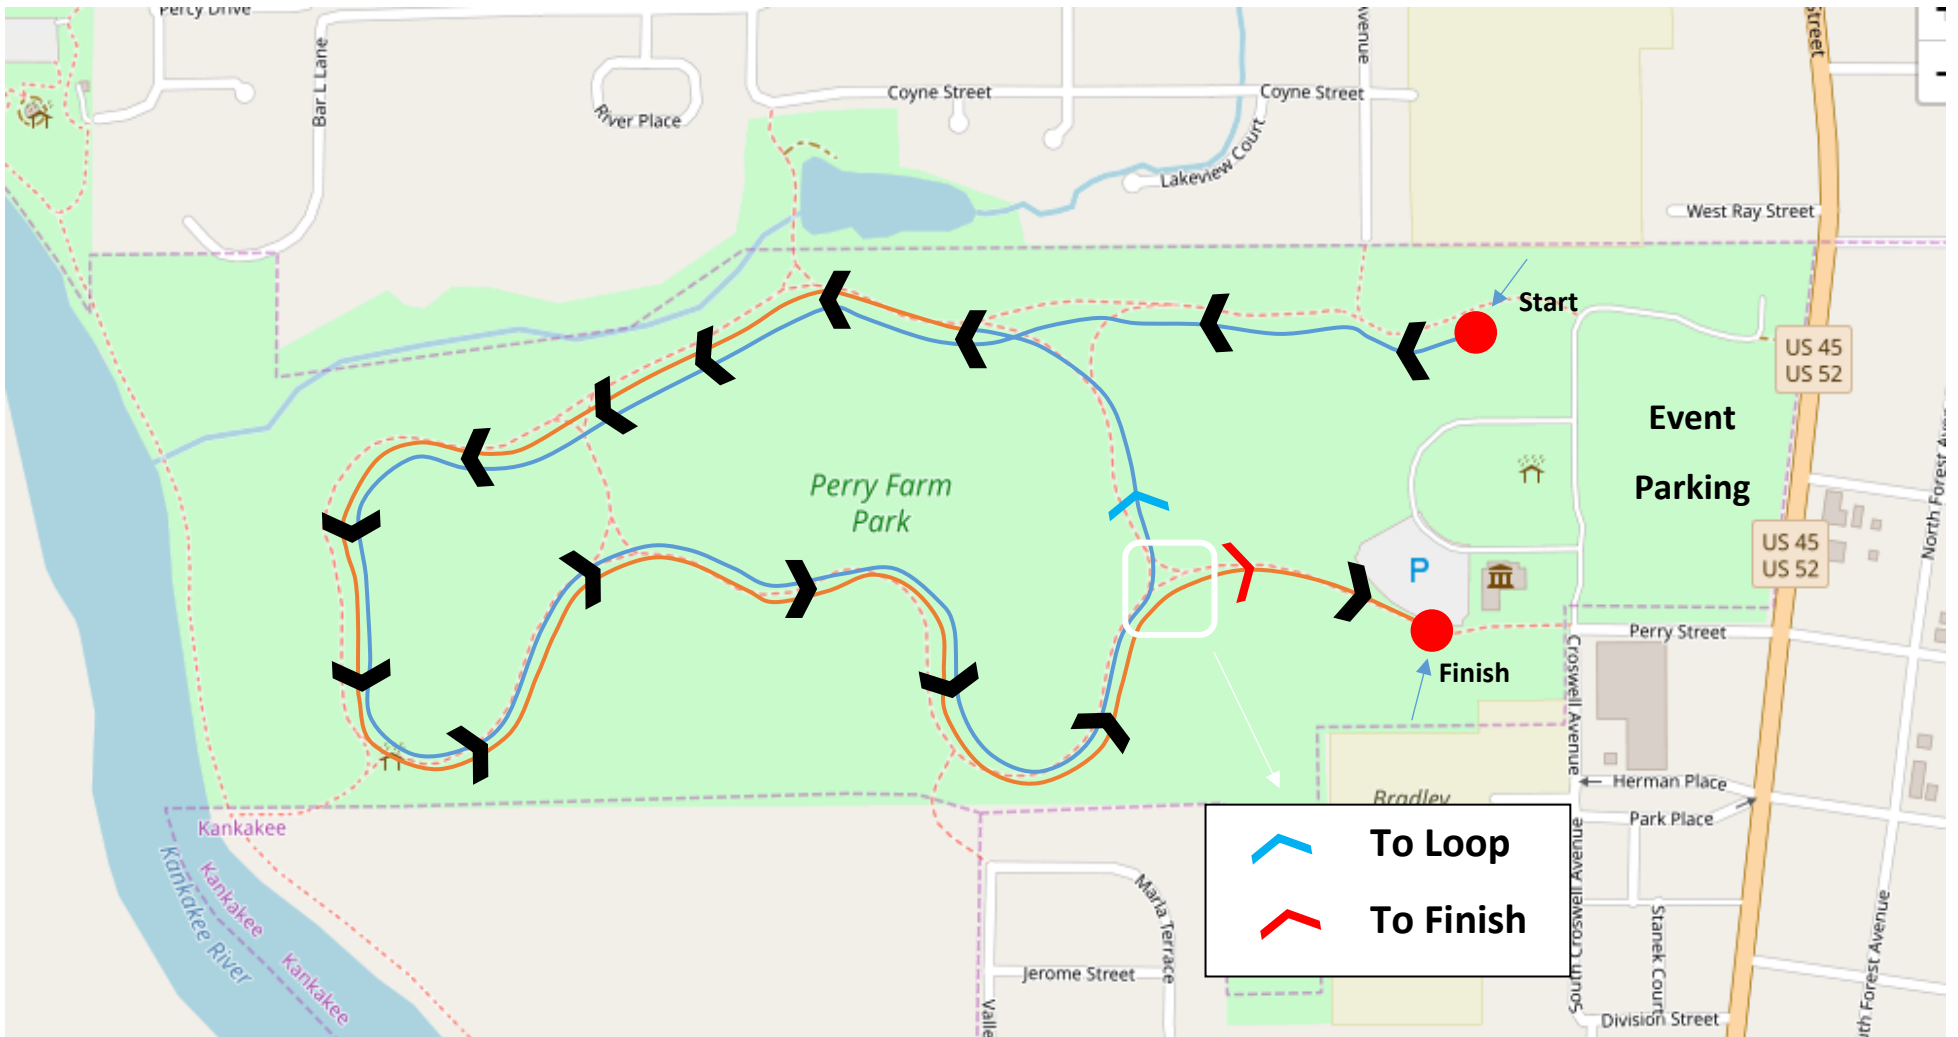 Percy Drive
Bar L Lane
River Place
Coyne Street
Coyne Street
Avenue
Street
Lakeview Court
West Ray Street
Start
US 45
US 52
Event
Parking
Perry Farm
Park
P
US 45
US 52
North Forest Aven
Finish
Perry Street
Croswell Avenue
Herman Place
Park Place
Bradley
To Loop
To Finish
Kankakee
Kankakee
Kankakee
Kankakee River
Marla Terrace
Jerome Street
Valle
South Croswell Avenue
Stanek Court
Division Street
uth Forest Avenue